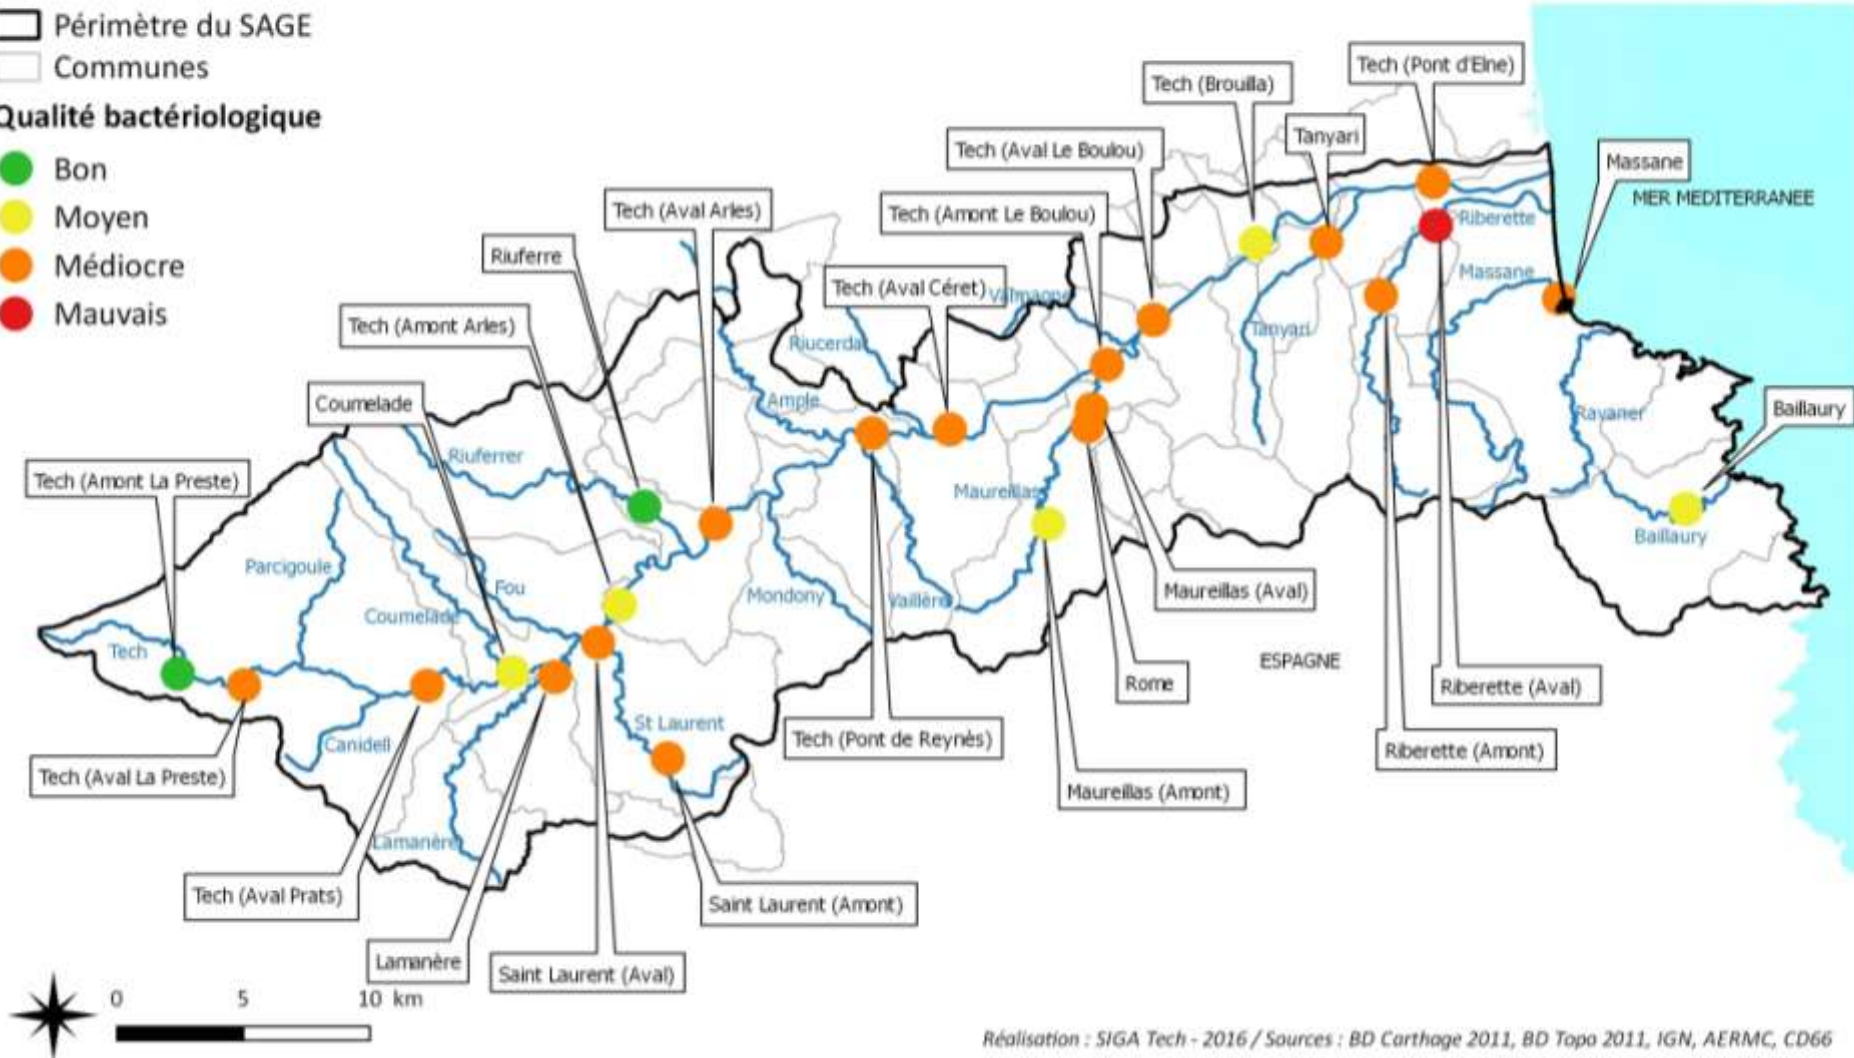 Périmètre du SAGE
Communes
Qualité bactériologique
Bon
Moyen
Médiocre
Mauvais
Tech (Pont d'Elne)
Tech (Brouilla)
Tanyari
Tech (Aval Le Boulou)
Massane
MER MEDITERRANEE
Tech (Aval Arles)
Tech (Amont Le Boulou)
Riberette
Riuferre
Massane
Tech (Aval Céret)
Valmagne
Tech (Amont Arles)
Tanyari
Riucerda
Coumelade
Ample
Rayaner
Baillaury
Riuferrer
Tech (Amont La Preste)
Maureillas
Baillaury
Parcigoule
Fou
Mondony
Vaillère
Maureillas (Aval)
Coumelade
Tech
ESPAGNE
Rome
Riberette (Aval)
St Laurent
Canidell
Tech (Pont de Reynès)
Riberette (Amont)
Tech (Aval La Preste)
Maureillas (Amont)
Lamanère
Tech (Aval Prats)
Saint Laurent (Amont)
Lamanère
Saint Laurent (Aval)
0 5 10 km
Réalisation : SIGA Tech - 2016 / Sources : BD Carthage 2011, BD Topo 2011, IGN, AERMC, CD66